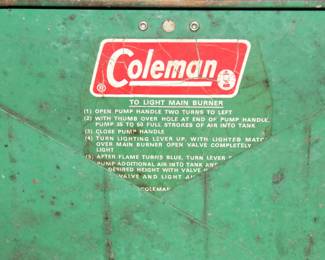 Coleman
TO LIGHT MAIN BURNER
(1) OPEN PUMP HANDLE TWO TURNS TO LEFT
(2) WITH THUMB OVER HOLE AT END OF PUMP HANDLE,
PUMP 35 TO 50 FULL STROKES OF AIR INTO TANK
(3) CLOSE PUMP HANDLE
(4) TURN LIGHTING LEVER UP, WITH LIGHTED MATC
OVER MAIN BURNER OPEN VALVE COMPLETELY
LIGHT
(5) AFTER FLAME TURNS BLUE, TURN LEVER DO
PUMP ADDITIONAL AIR INTO TANK AN
DESIRED HEIGHT WITH VALVE
VALVE AND LIGHT A
COLEMAN